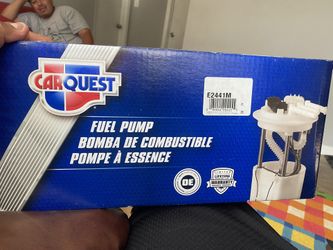 CARQUEST
E2441M
FUEL PUMP
BOMBA DE COMBUSTIBLE
POMPE À ESSENCE
OE